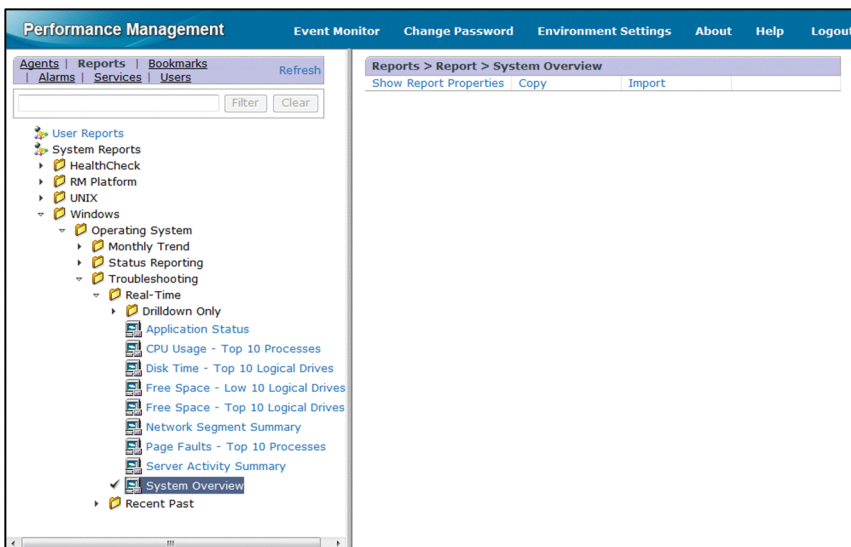 Performance Management Event Monitor Change Password Environment Settings About Help Logout
Agents | Reports | Bookmarks
| Alarms | Services | Users
Refresh
Filter Clear
User Reports
System Reports
HealthCheck
RM Platform
UNIX
Windows
Operating System
Monthly Trend
Status Reporting
Troubleshooting
Real-Time
Drilldown Only
Application Status
CPU Usage - Top 10 Processes
Disk Time - Top 10 Logical Drives
Free Space - Low 10 Logical Drives
Free Space - Top 10 Logical Drives
Network Segment Summary
Page Faults - Top 10 Processes
Server Activity Summary
System Overview
Recent Past
Reports > Report > System Overview
Show Report Properties Copy Import